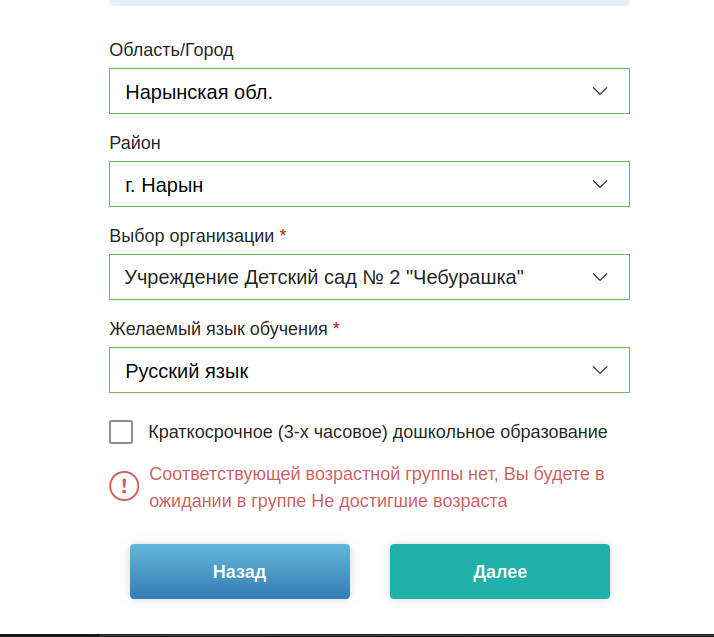 Область/Город
Нарынская обл.
Район
г. Нарын
Выбор организации *
Учреждение Детский сад № 2 "Чебурашка"
Желаемый язык обучения *
Русский язык
Краткосрочное (3-х часовое) дошкольное образование
Соответствующей возрастной группы нет, Вы будете в
ожидании в группе Не достигшие возраста
Назад
Далее